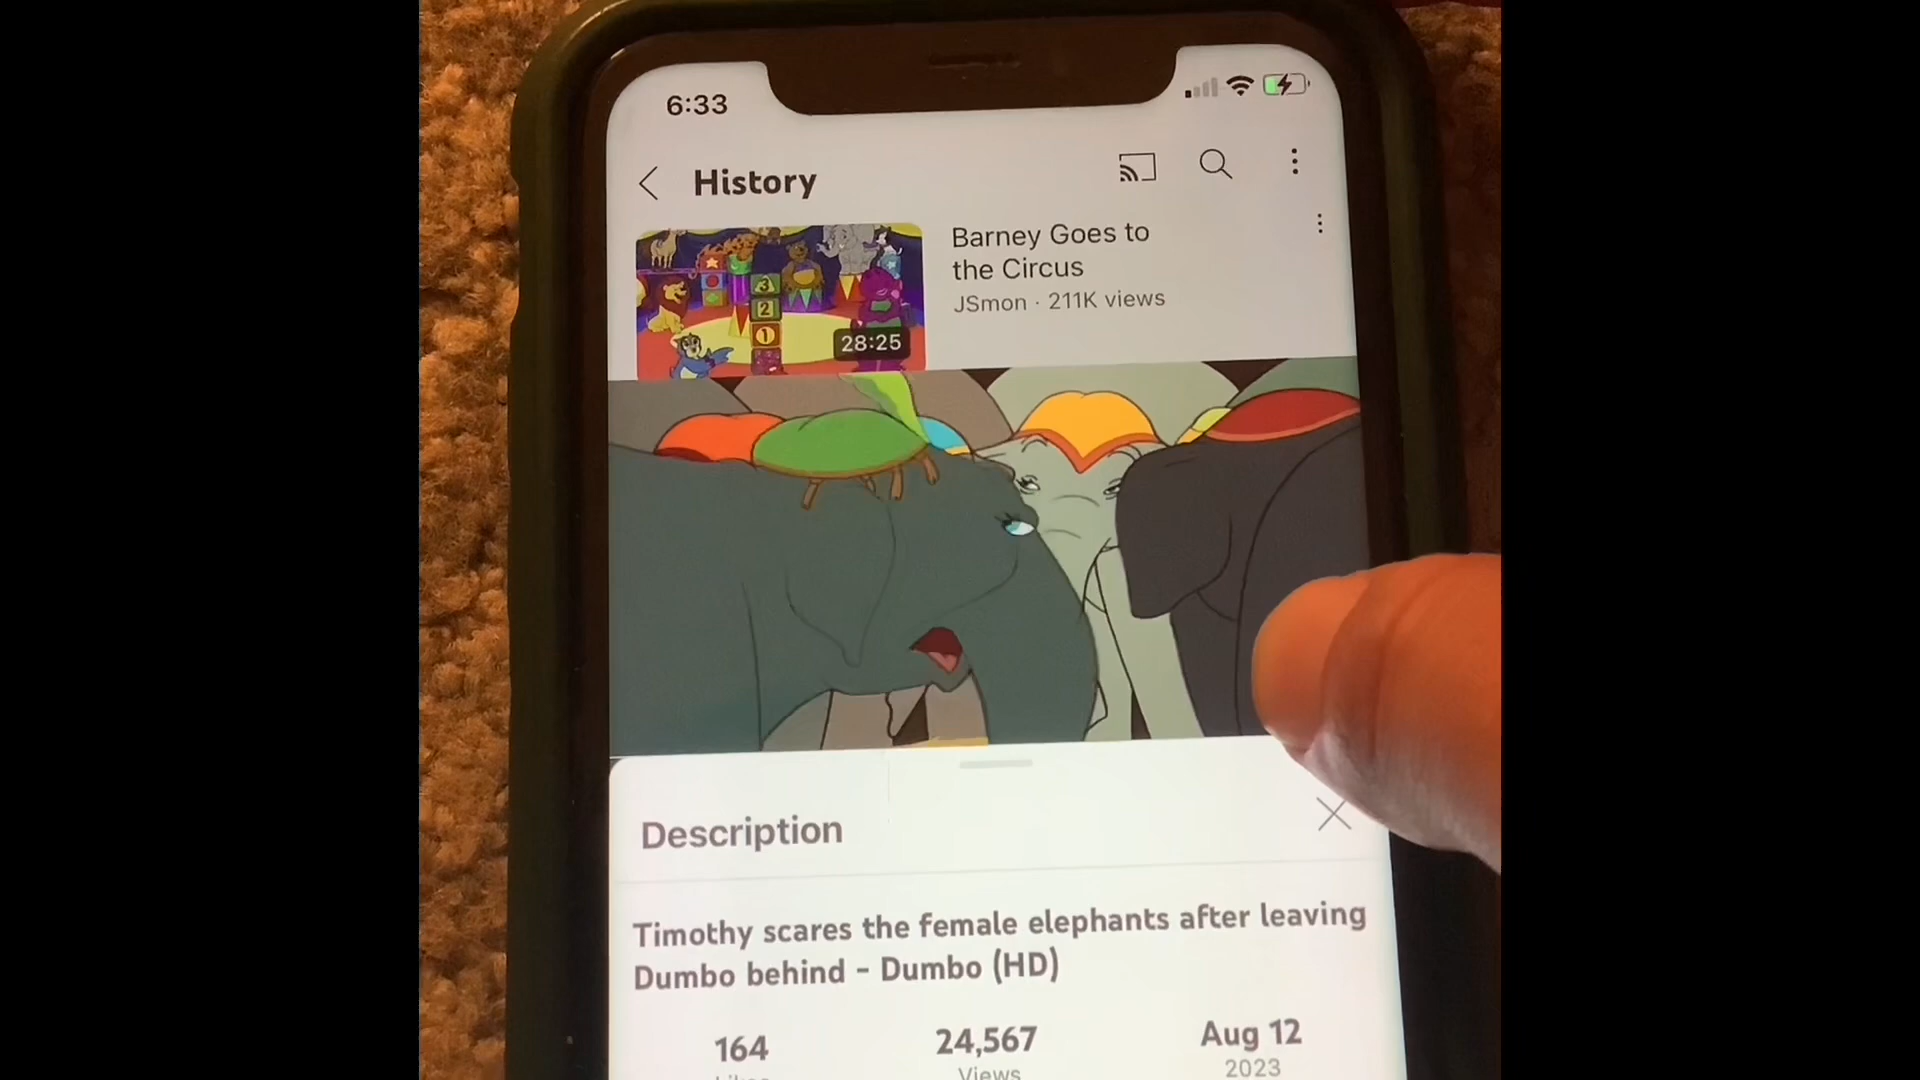 6:33
History
Barney Goes to
the Circus
JSmon · 211K views
3
2
1
28:25
Description
Timothy scares the female elephants after leaving
Dumbo behind - Dumbo (HD)
164
24,567
Aug 12
Likes
Views
2023